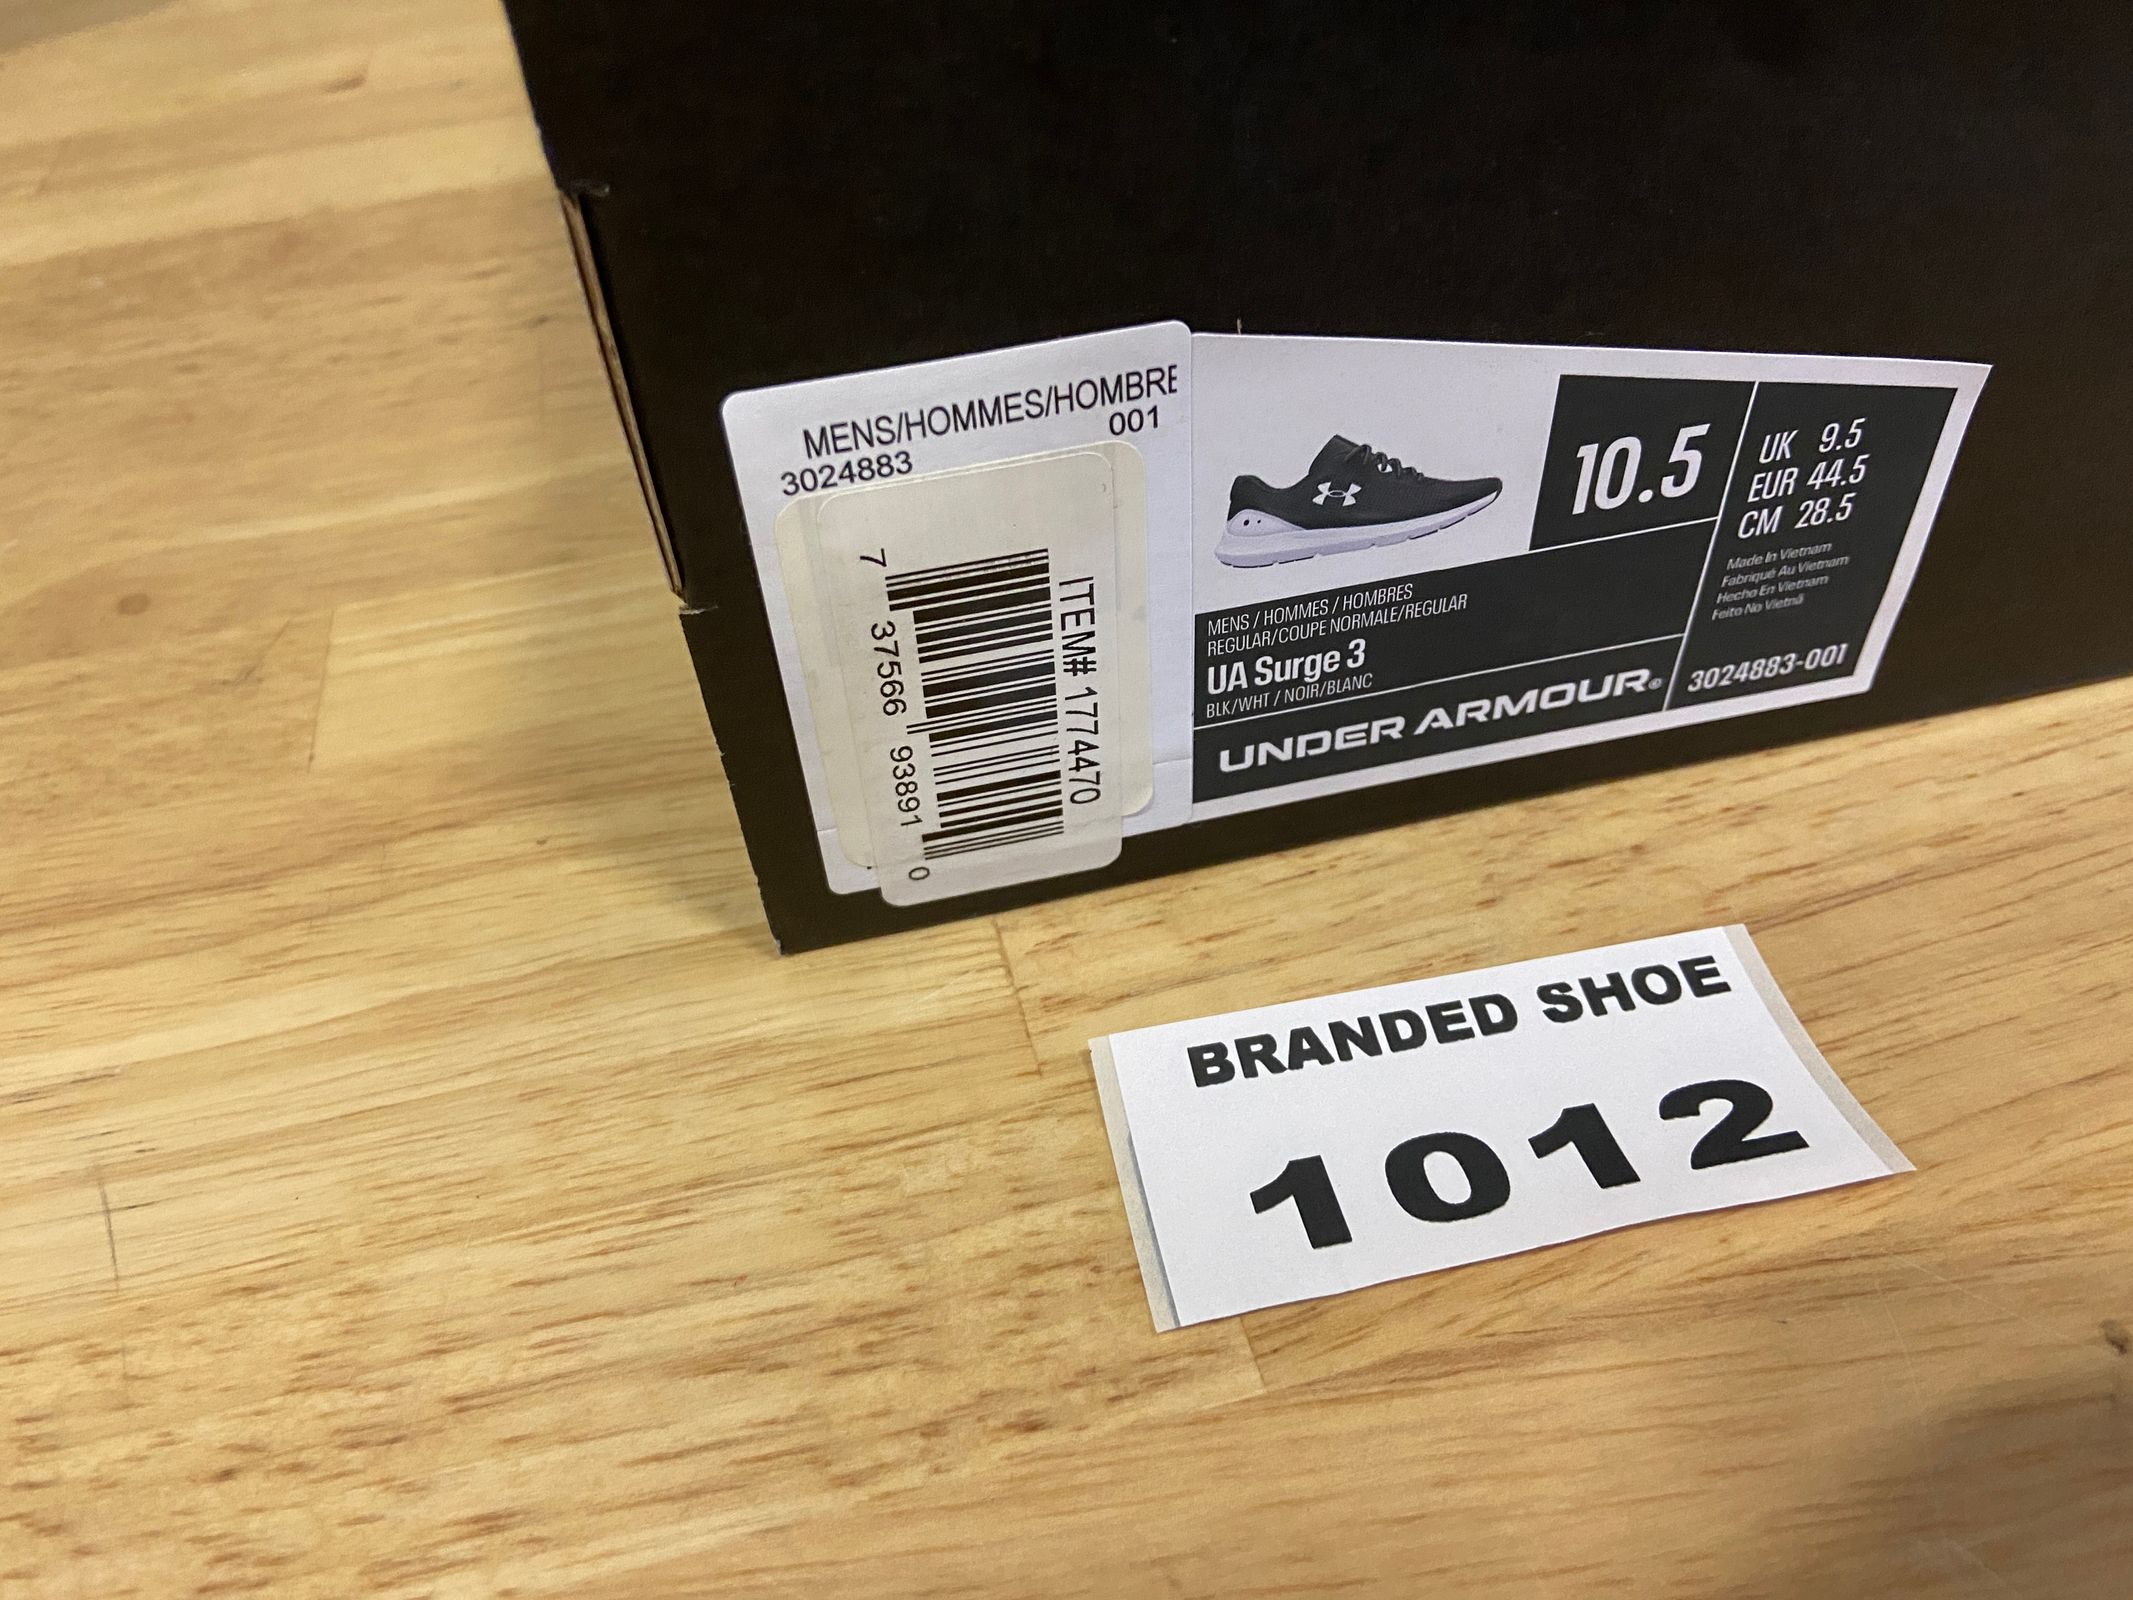 MENS/HOMMES/HOMBRE
3024883 001
ITEM# 1774470
7 37566 93891 0
10.5
UK 9.5
EUR 44.5
CM 28.5
Made In Vietnam
Fabriqué Au Vietnam
Hecho En Vietnam
Feito No Vietnã
MENS / HOMMES / HOMBRES
REGULAR/COUPE NORMALE/REGULAR
UA Surge 3
BLK/WHT / NOIR/BLANC
UNDER ARMOUR®
3024883-001
BRANDED SHOE
1012